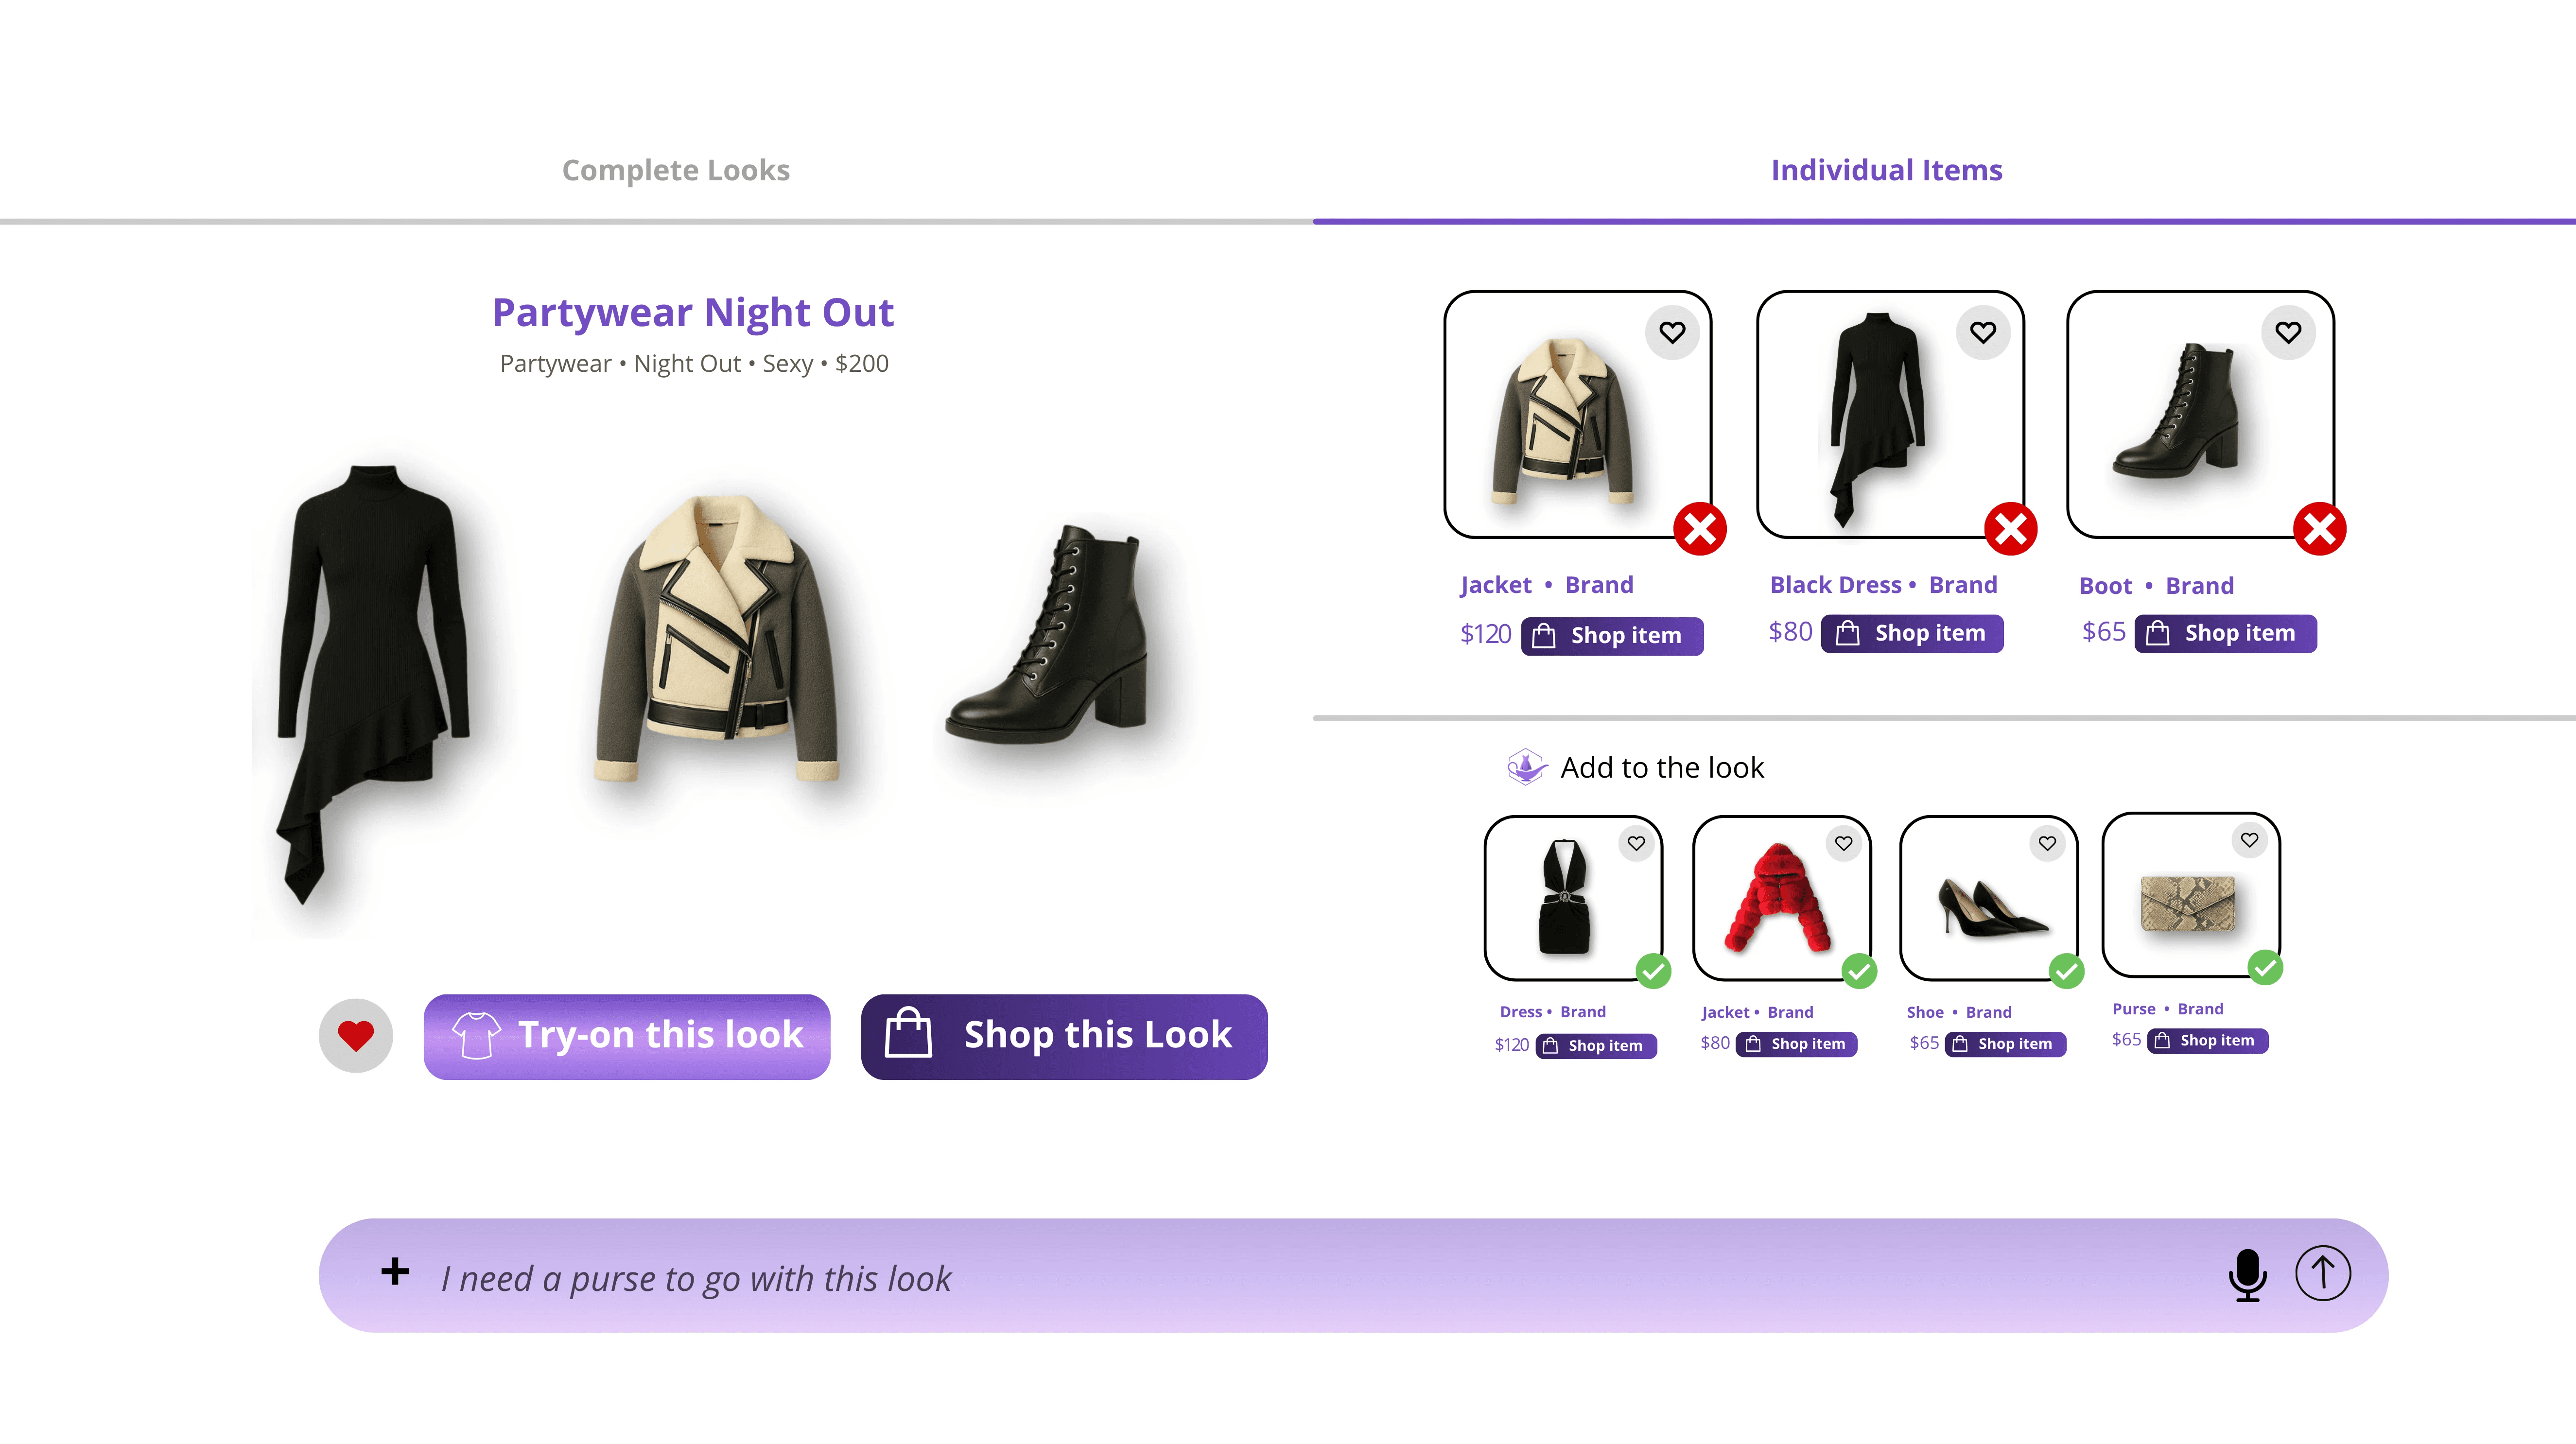 Complete Looks
Individual Items
Partywear Night Out
Partywear • Night Out • Sexy • $200
Try-on this look
Shop this Look
Jacket • Brand
Black Dress • Brand
Boot • Brand
$120 Shop item
$80 Shop item
$65 Shop item
Add to the look
Dress • Brand
Jacket • Brand
Shoe • Brand
Purse • Brand
$120 Shop item
$80 Shop item
$65 Shop item
$65 Shop item
+ I need a purse to go with this look